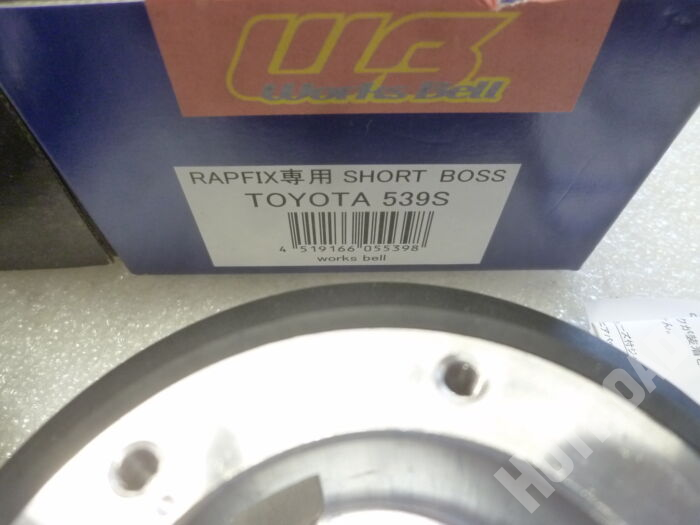 WB
Works Bell
RAPFIX専用 SHORT BOSS
TOYOTA 539S
4 519166 055398
works bell